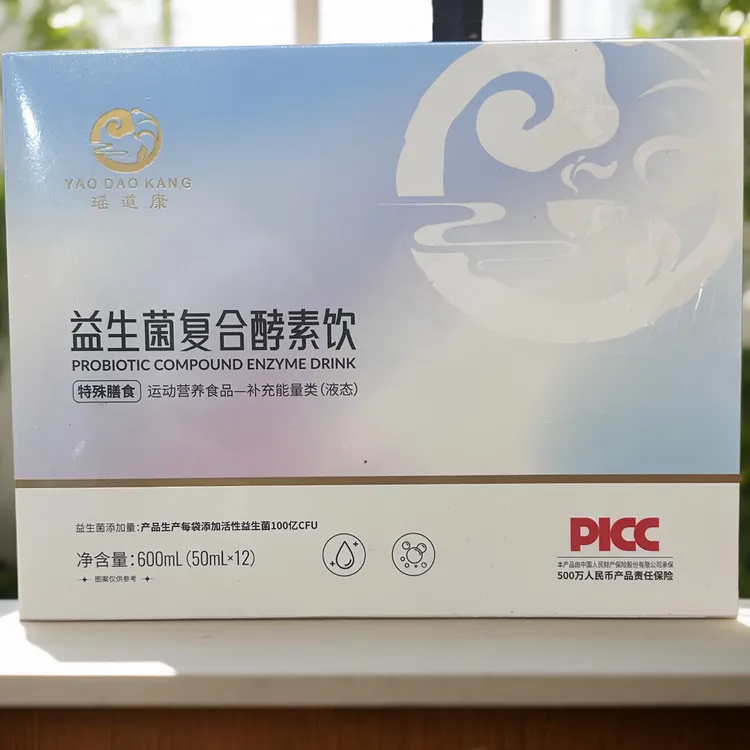 YAO DAO KANG
瑶道康
益生菌复合酵素饮
PROBIOTIC COMPOUND ENZYME DRINK
特殊膳食 运动营养食品—补充能量类(液态)
益生菌添加量:产品生产每袋添加活性益生菌100亿CFU
净含量:600mL(50mL×12)
图案仅供参考
PICC
本产品由中国人民财产保险股份有限公司承保
500万人民币产品责任保险